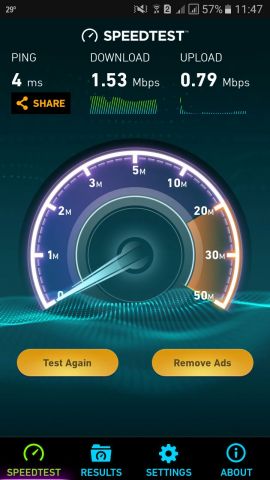 29° 57% 11:47
SPEEDTEST™
PING DOWNLOAD UPLOAD
4 ms 1.53 Mbps 0.79 Mbps
SHARE
5M
3M 10M
2M 20M
1M 30M
0 50M
Test Again Remove Ads
SPEEDTEST RESULTS SETTINGS ABOUT